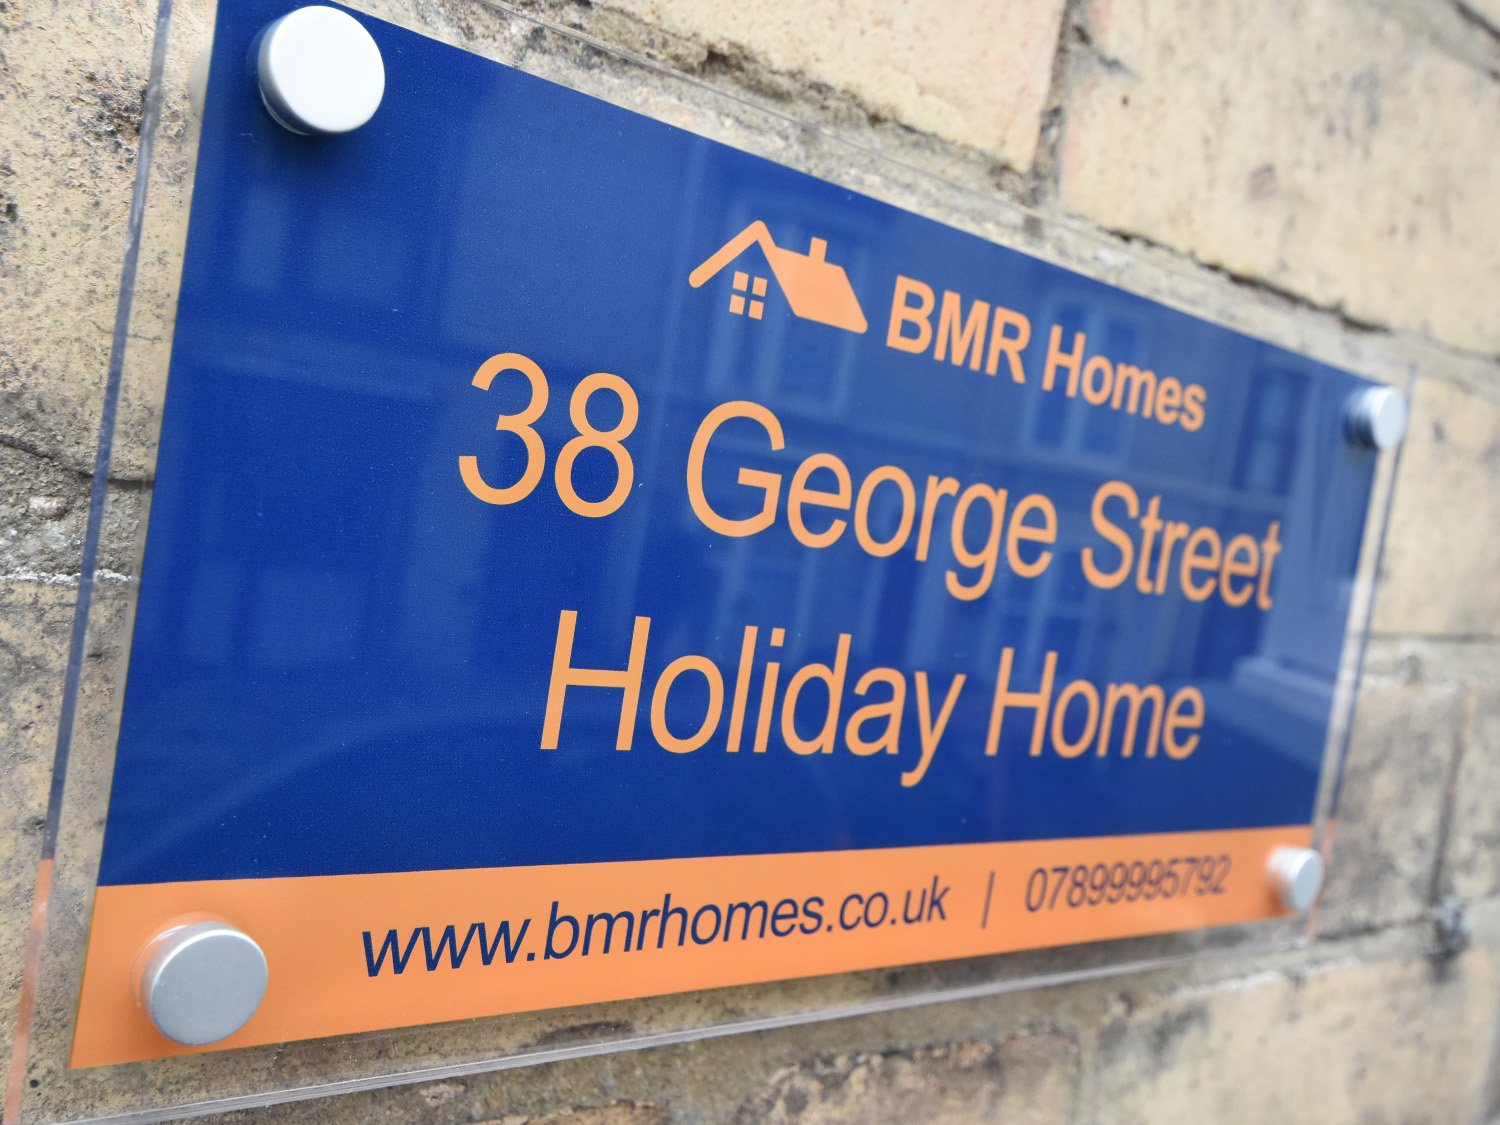 BMR Homes
38 George Street
Holiday Home
www.bmrhomes.co.uk | 07899995792